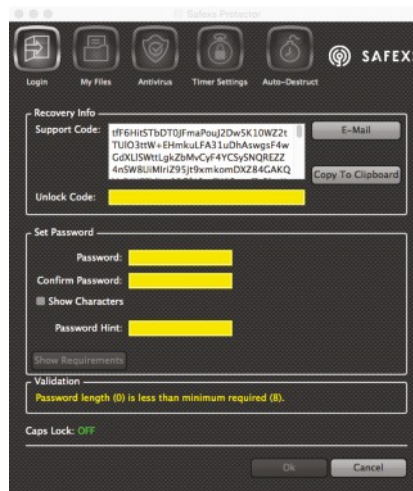 Safexs Protector
Login
My Files
Antivirus
Timer Settings
Auto-Destruct
SAFEX
Recovery Info
Support Code:
tfF6HitSTbDT0JFmaPouJ2Dw5K10WZ2t
TUIO3ttW+EHmkuLFA31uDhAswgsF4w
GdXLISWttLgkZbMvCyF4YCSySNQREZZ
4nSW8UiMIriZ95jt9xmkomDXZ84GAKQ
E-Mail
Copy To Clipboard
Unlock Code:
Set Password
Password:
Confirm Password:
Show Characters
Password Hint:
Show Requirements
Validation
Password length (0) is less than minimum required (8).
Caps Lock: OFF
Ok
Cancel